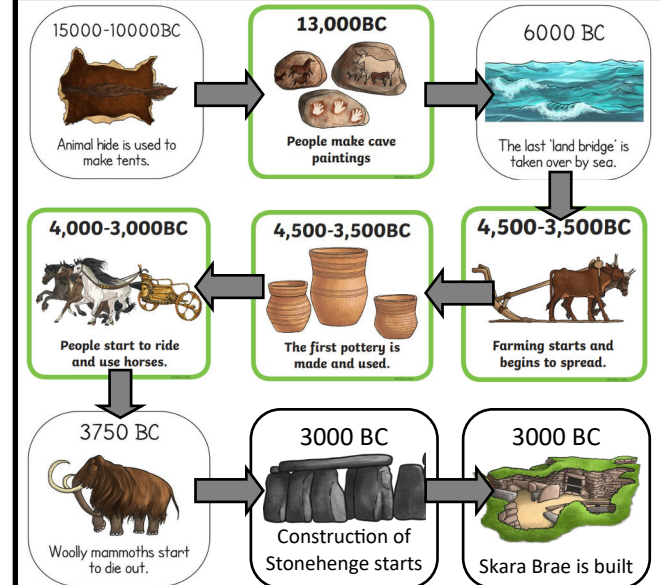 15000-10000BC
Animal hide is used to
make tents.
13,000BC
People make cave
paintings
6000 BC
The last 'land bridge' is
taken over by sea.
4,500-3,500BC
Farming starts and
begins to spread.
4,500-3,500BC
The first pottery is
made and used.
4,000-3,000BC
People start to ride
and use horses.
3750 BC
Woolly mammoths start
to die out.
3000 BC
Construction of
Stonehenge starts
3000 BC
Skara Brae is built